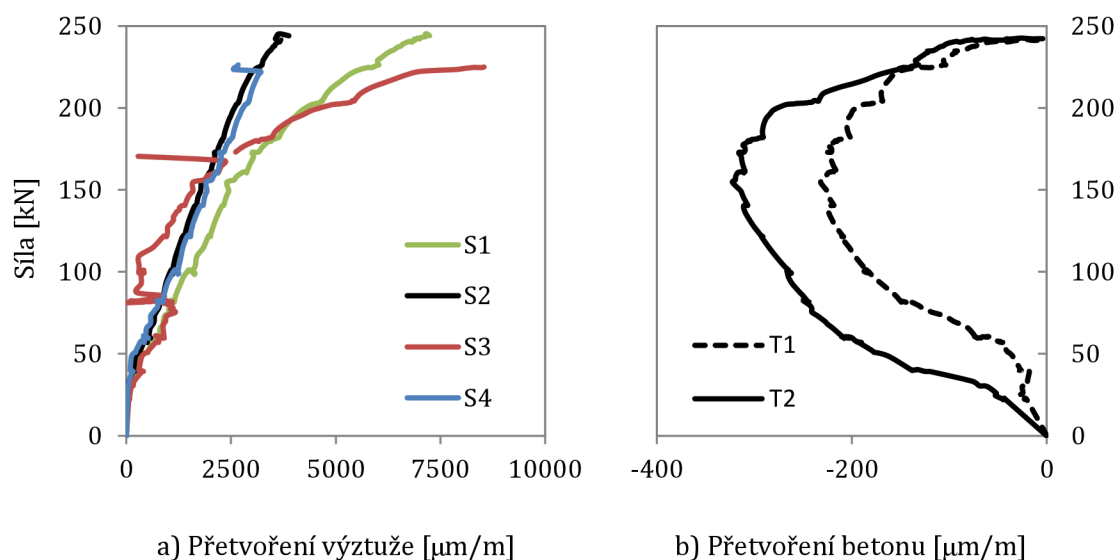 Síla [kN]
250
200
150
100
50
0
0
2500
5000
7500
10000
S1
S2
S3
S4
a) Přetvoření výztuže [μm/m]
250
200
150
100
50
0
-400
-200
0
T1
T2
b) Přetvoření betonu [μm/m]